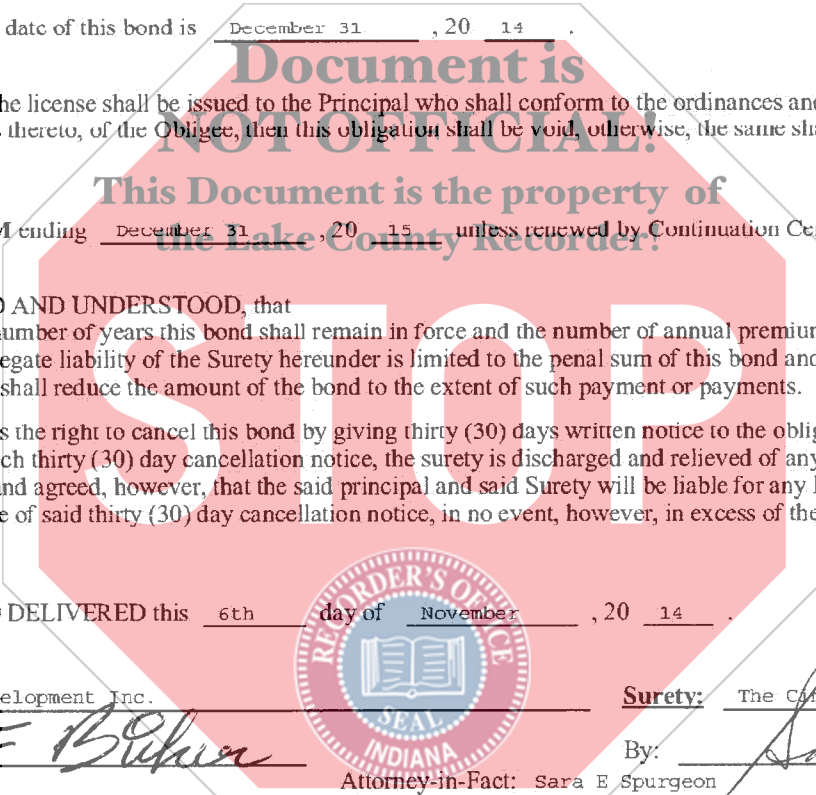 date of this bond is December 31 , 20 14 .
Document is
he license shall be issued to the Principal who shall conform to the ordinances and
thereto, of the Obligee, then this obligation shall be void, otherwise, the same sha
NOT OFFICIAL!
This Document is the property of
M ending December 31 , 20 15 unless renewed by Continuation Ce
the Lake County Recorder!
D AND UNDERSTOOD, that
number of years this bond shall remain in force and the number of annual premium
egate liability of the Surety hereunder is limited to the penal sum of this bond and
shall reduce the amount of the bond to the extent of such payment or payments.
STOP
s the right to cancel this bond by giving thirty (30) days written notice to the oblig
ch thirty (30) day cancellation notice, the surety is discharged and relieved of any
and agreed, however, that the said principal and said Surety will be liable for any l
e of said thirty (30) day cancellation notice, in no event, however, in excess of the
DELIVERED this 6th day of November , 20 14 .
RECORDER'S OFFICE
SEAL
INDIANA
elopment Inc. Surety: The Ci
By:
Attorney-in-Fact: Sara E Spurgeon